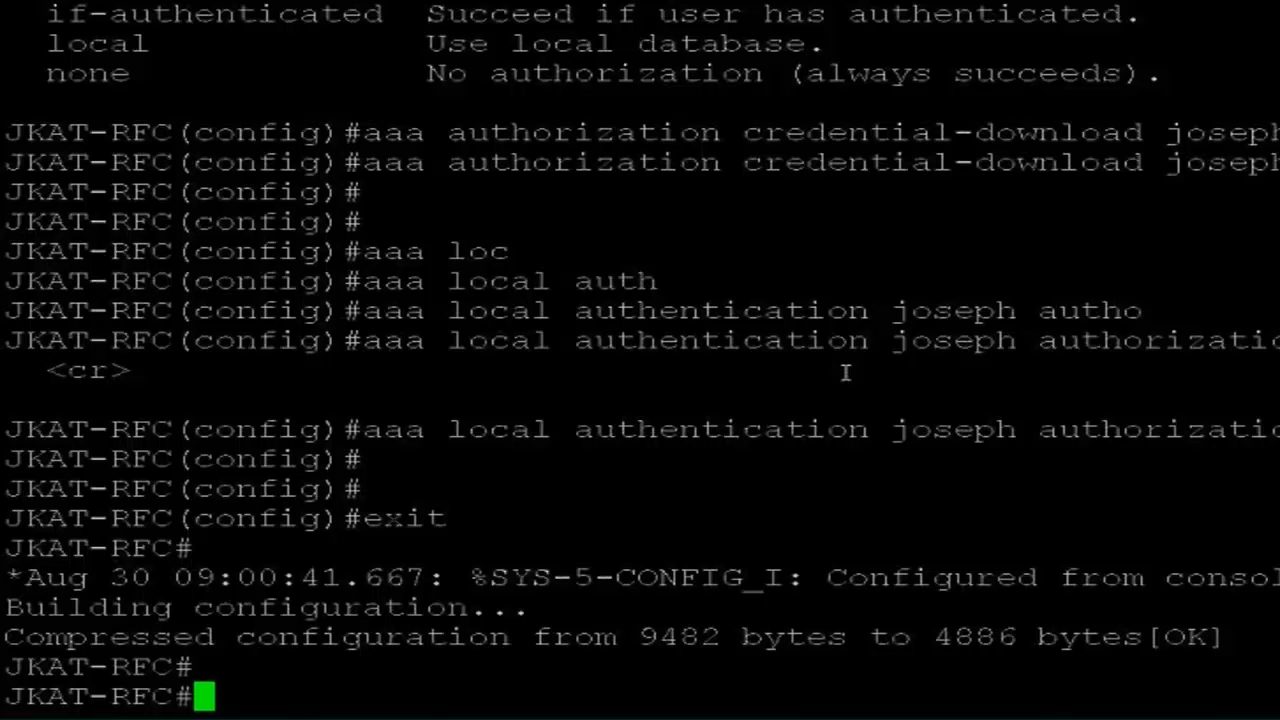 if-authenticated  Succeed if user has authenticated.
local             Use local database.
none              No authorization (always succeeds).
JKAT-RFC(config)#aaa authorization credential-download joseph
JKAT-RFC(config)#aaa authorization credential-download joseph
JKAT-RFC(config)#
JKAT-RFC(config)#
JKAT-RFC(config)#aaa loc
JKAT-RFC(config)#aaa local auth
JKAT-RFC(config)#aaa local authentication joseph autho
JKAT-RFC(config)#aaa local authentication joseph authorizatio
<cr>
JKAT-RFC(config)#aaa local authentication joseph authorizatio
JKAT-RFC(config)#
JKAT-RFC(config)#
JKAT-RFC(config)#exit
JKAT-RFC#
*Aug 30 09:00:41.667: %SYS-5-CONFIG_I: Configured from consol
Building configuration...
Compressed configuration from 9482 bytes to 4886 bytes[OK]
JKAT-RFC#
JKAT-RFC#